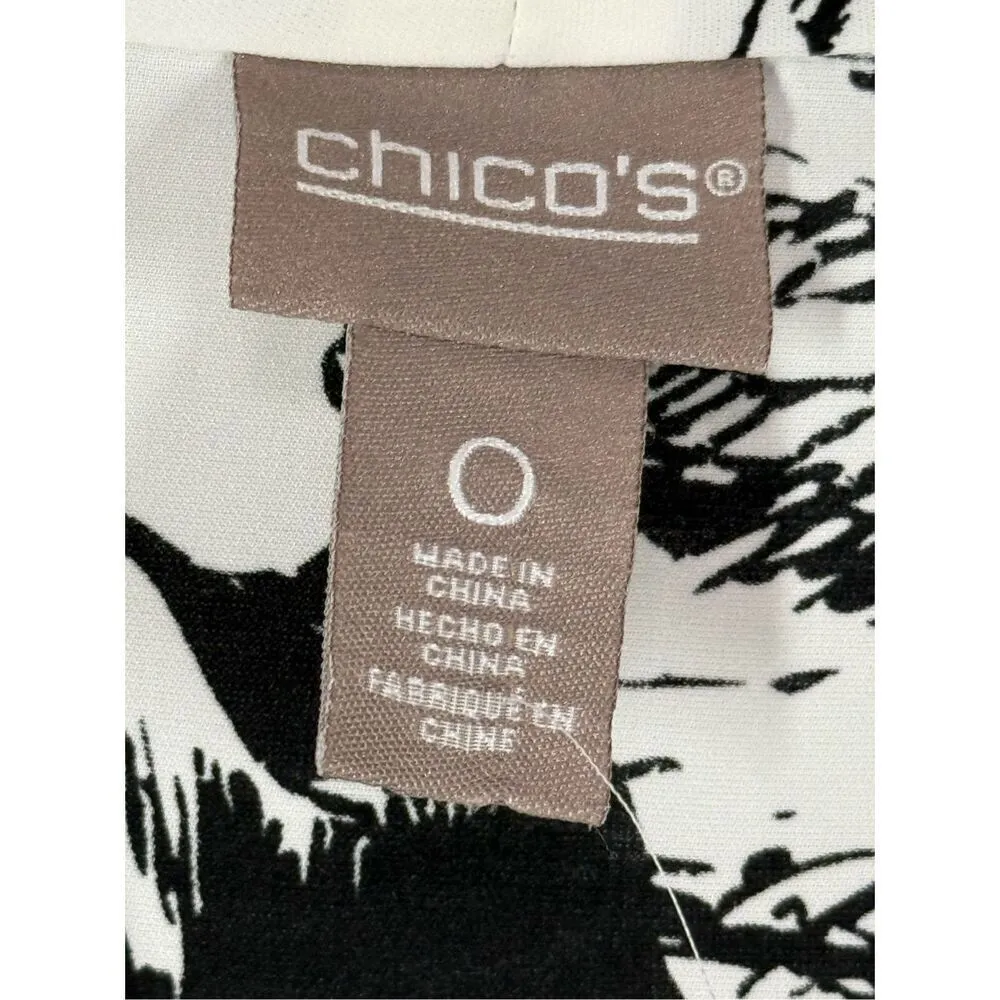 chico's®
0
MADE IN
CHINA
HECHO EN
CHINA
FABRIQUÉ EN
CHINE